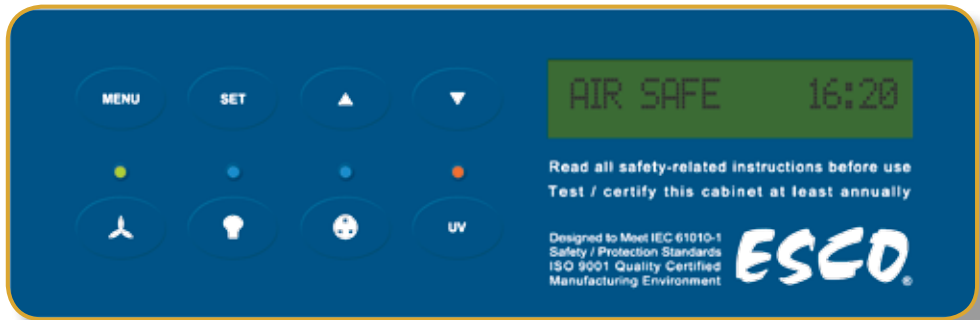 MENU SET ▲ ▼
AIR SAFE 16:20
Read all safety-related instructions before use
Test / certify this cabinet at least annually
UV
Designed to Meet IEC 61010-1
Safety / Protection Standards
ISO 9001 Quality Certified
Manufacturing Environment
ESCO®